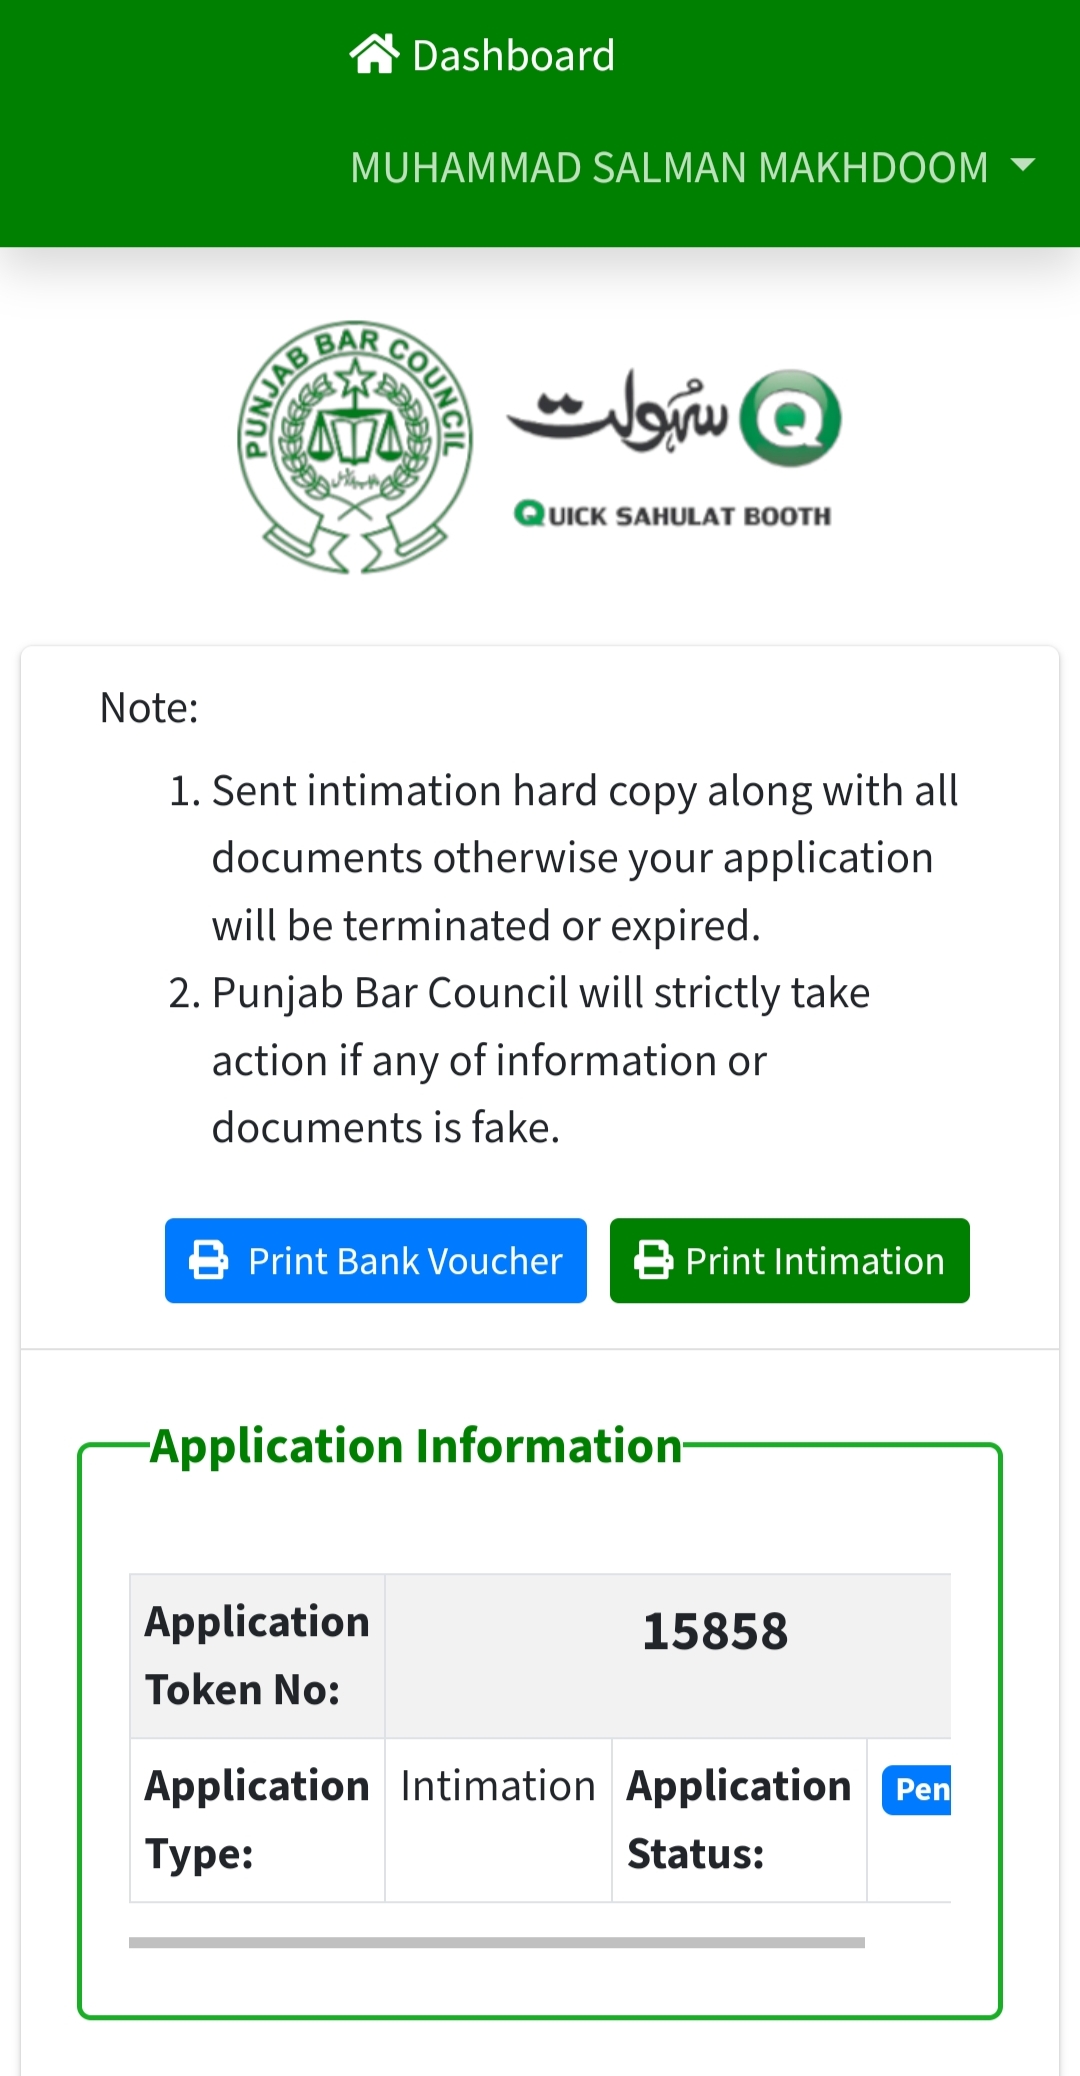 Dashboard
MUHAMMAD SALMAN MAKHDOOM
PUNJAB BAR COUNCIL
سہولت Q
QUICK SAHULAT BOOTH
Note:
1. Sent intimation hard copy along with all
documents otherwise your application
will be terminated or expired.
2. Punjab Bar Council will strictly take
action if any of information or
documents is fake.
Print Bank Voucher
Print Intimation
Application Information
Application
Token No:
15858
Application
Type:
Intimation
Application
Status:
Pen